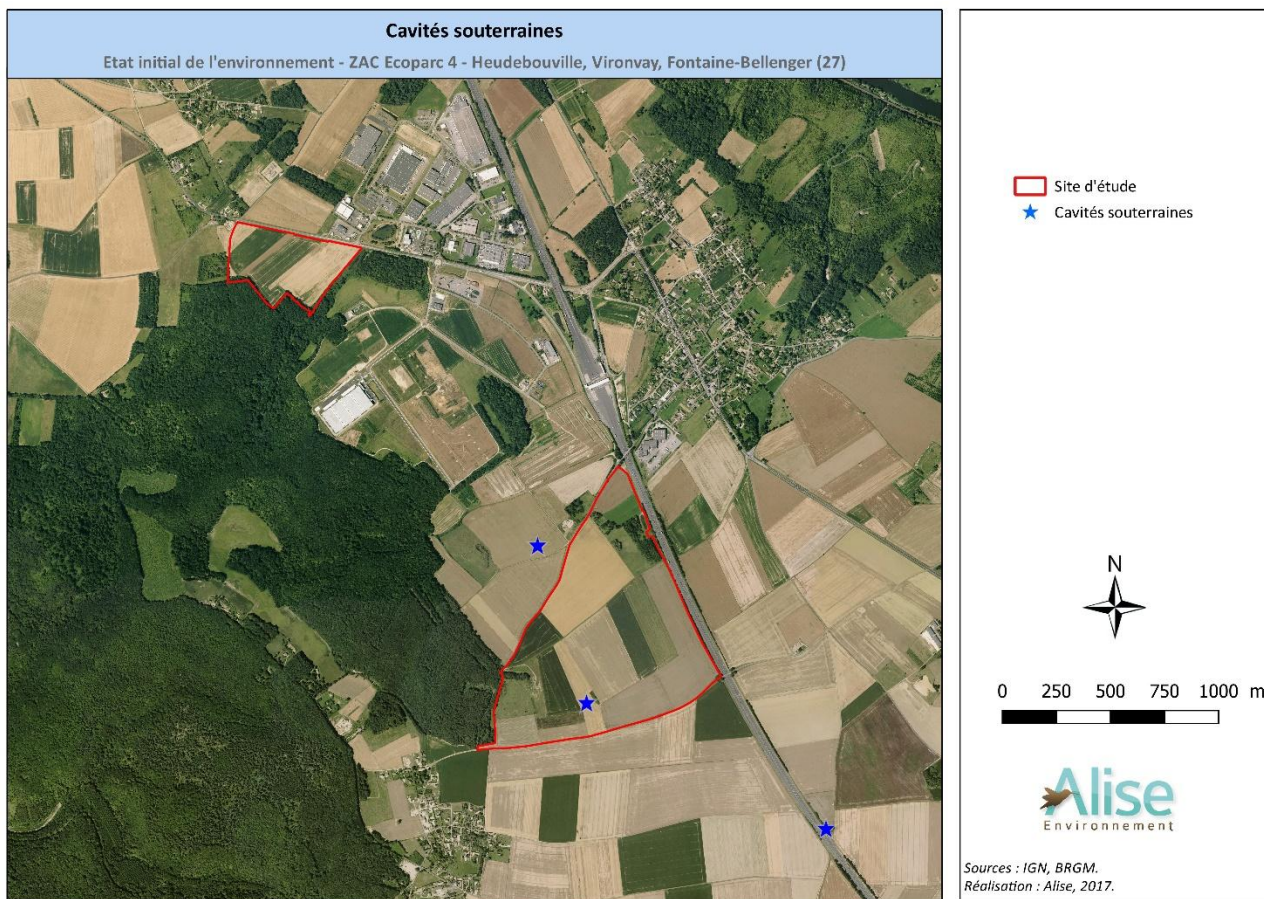 Cavités souterraines
Etat initial de l'environnement - ZAC Ecoparc 4 - Heudebouville, Vironvay, Fontaine-Bellenger (27)
Site d'étude
Cavités souterraines
N
0 250 500 750 1000 m
Alise
Environnement
Sources : IGN, BRGM.
Réalisation : Alise, 2017.